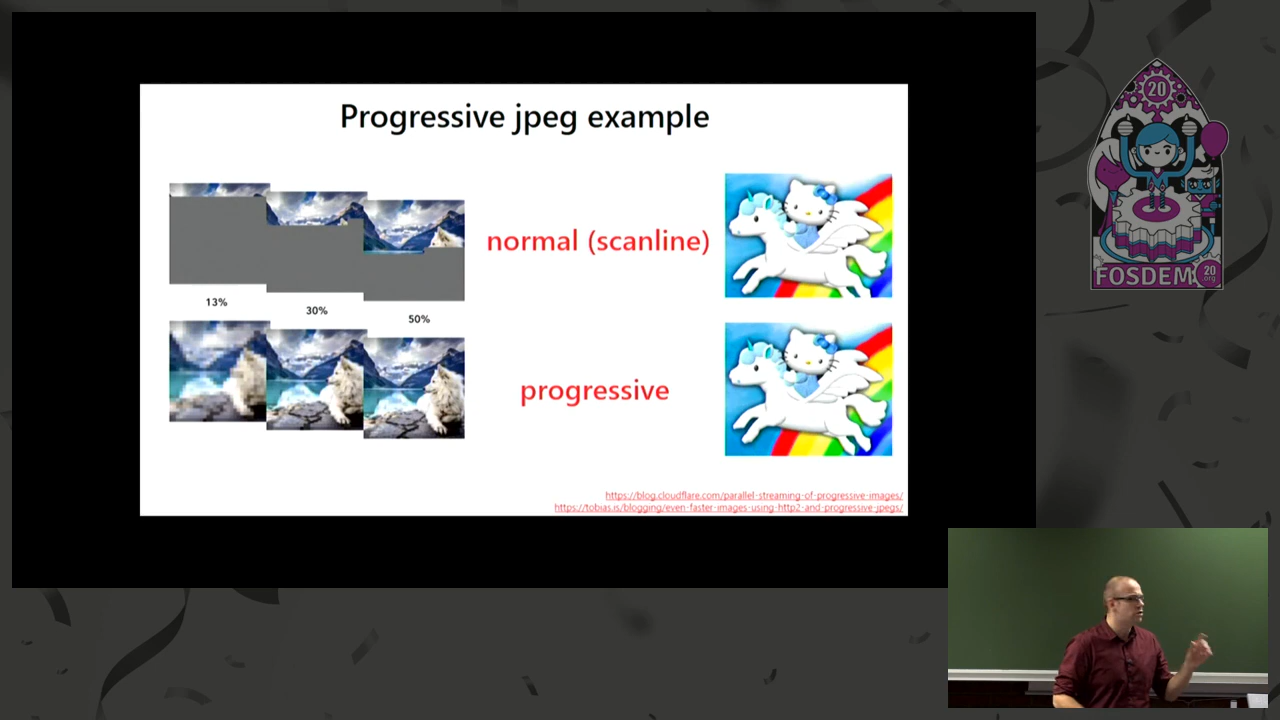 Progressive jpeg example
normal (scanline)
13%
30%
50%
progressive
https://blog.cloudflare.com/parallel-streaming-of-progressive-images/
https://tobias.is/blogging/even-faster-images-using-http2-and-progressive-jpegs/
20
FOSDEM
20
.org